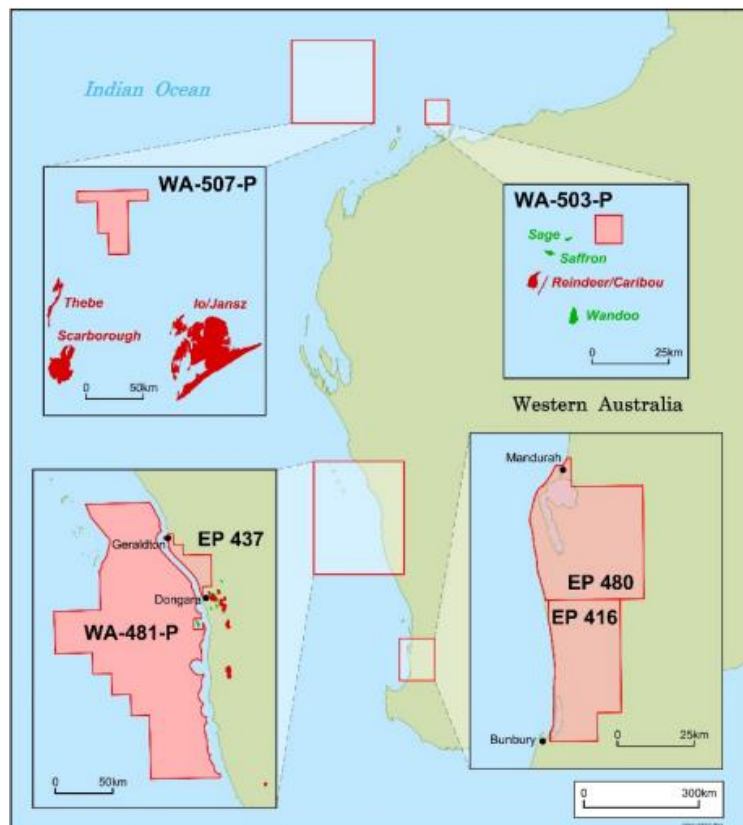 Indian Ocean
WA-507-P
Thebe
Scarborough
Io/Jansz
0 50km
WA-503-P
Sage
Saffron
Reindeer/Caribou
Wandoo
0 25km
Western Australia
Geraldton
EP 437
Dongara
WA-481-P
0 50km
Mandurah
EP 480
EP 416
Bunbury
0 25km
0 300km